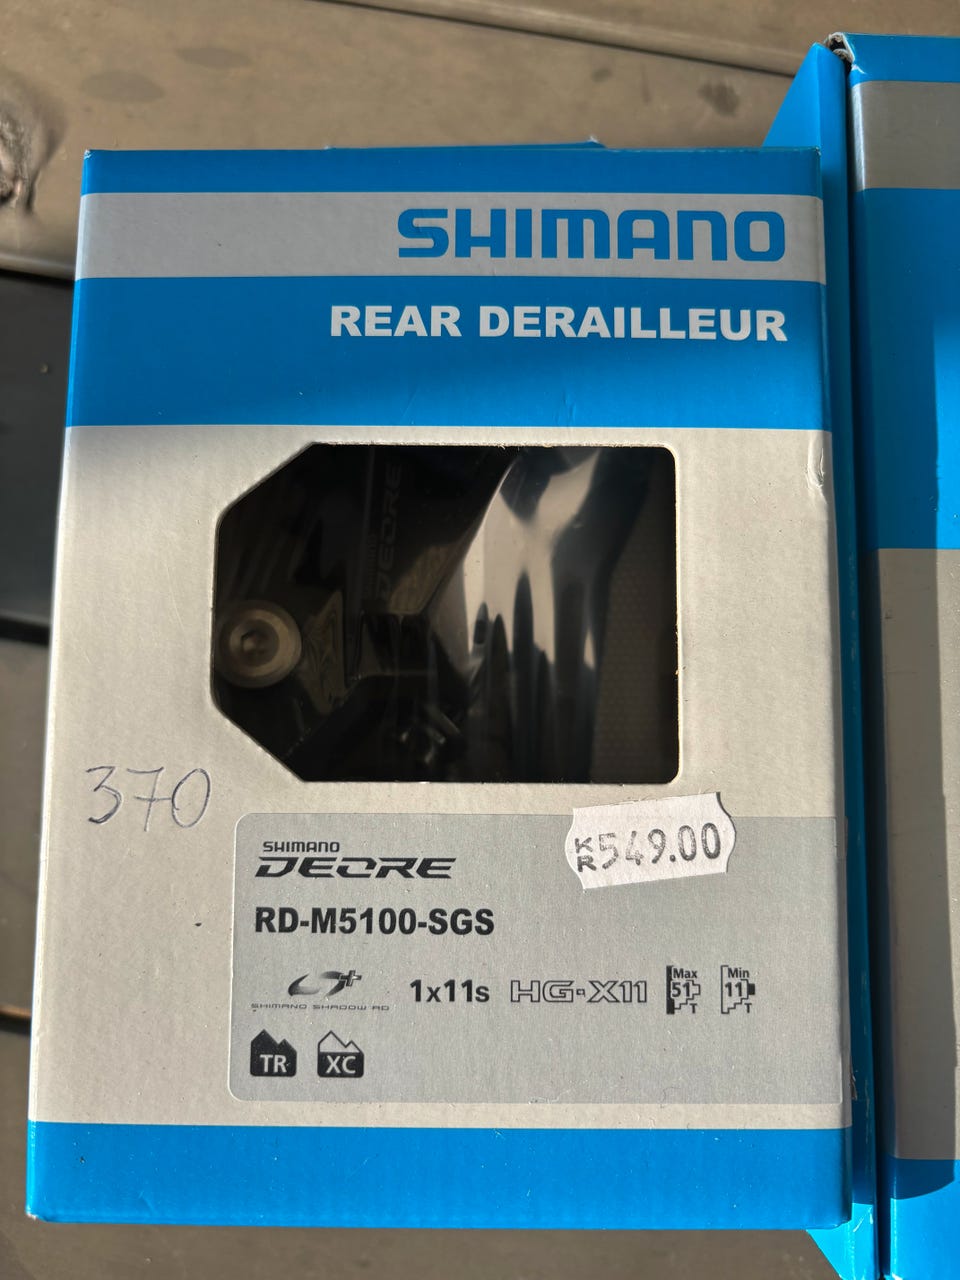 SHIMANO
REAR DERAILLEUR
DEORE
370
KR549.00
SHIMANO
DEORE
RD-M5100-SGS
SHIMANO SHADOW RD+
1x11s
HG-X11
Max
51T
Min
11T
TR
XC